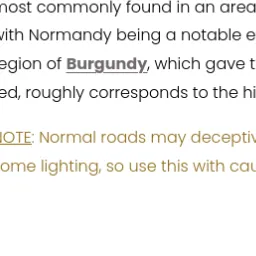 most commonly found in an area
with Normandy being a notable e
egion of Burgundy, which gave t
ed, roughly corresponds to the hi
NOTE: Normal roads may deceptiv
ome lighting, so use this with cau